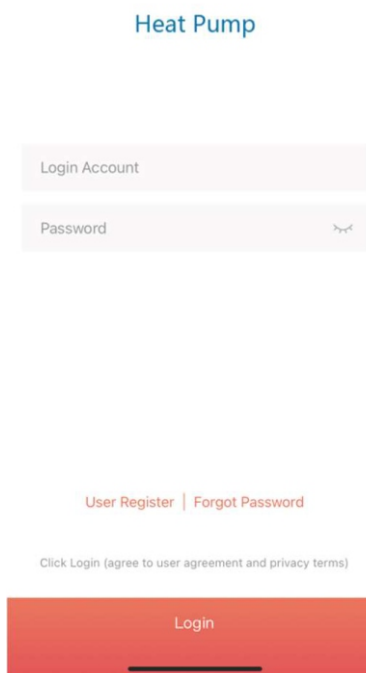 Heat Pump
Login Account
Password
User Register | Forgot Password
Click Login (agree to user agreement and privacy terms)
Login